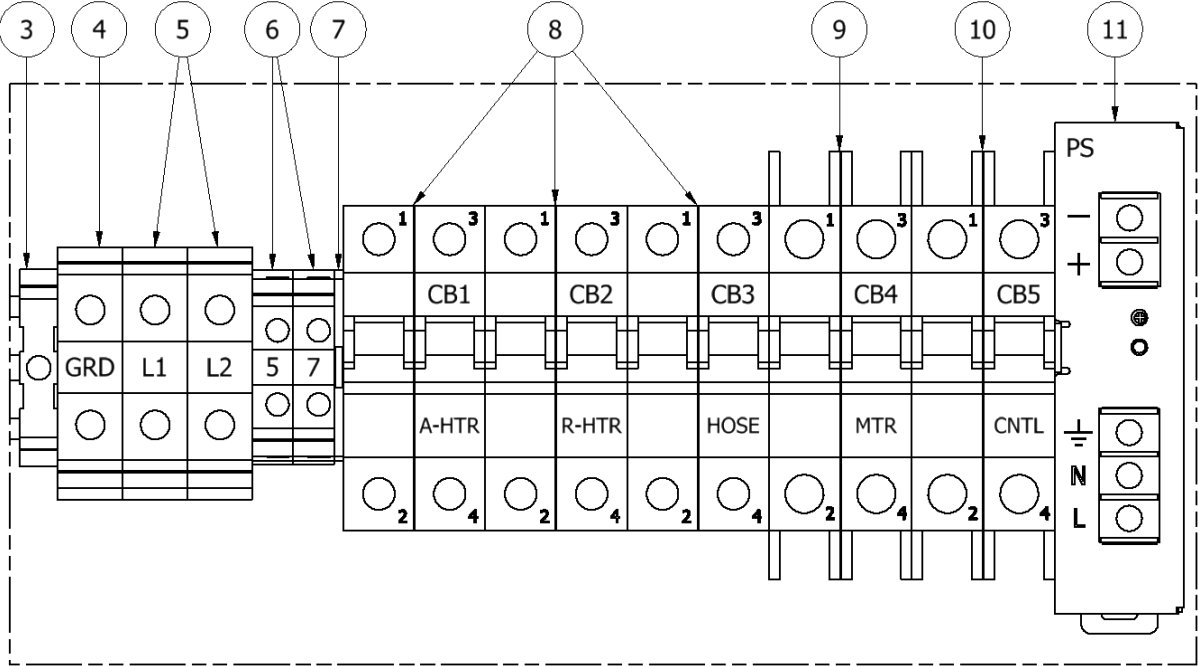 3 4 5 6 7 8 9 10 11
PS
1 3 1 3 1 3 1 3 1 3
−
+
CB1 CB2 CB3 CB4 CB5
GRD L1 L2 5 7
A-HTR R-HTR HOSE MTR CNTL
N
L
2 4 2 4 2 4 2 4 2 4